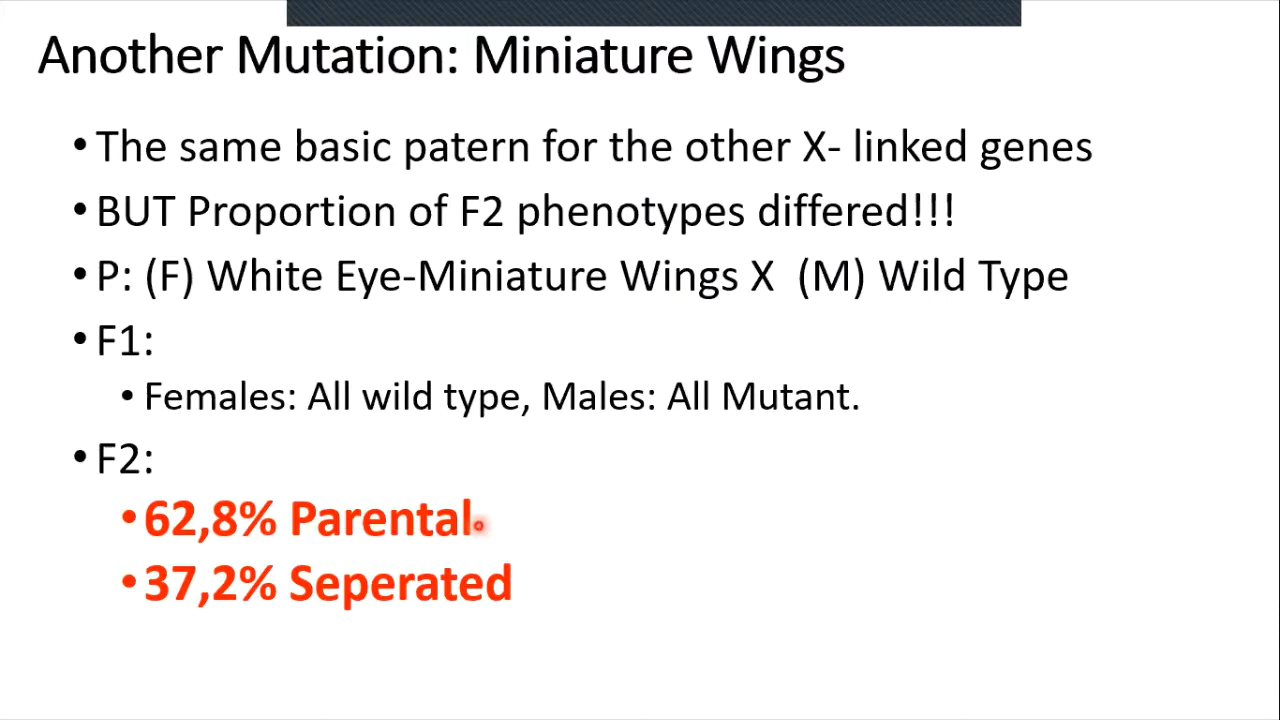 Another Mutation: Miniature Wings
• The same basic patern for the other X- linked genes
• BUT Proportion of F2 phenotypes differed!!!
• P: (F) White Eye-Miniature Wings X (M) Wild Type
• F1:
• Females: All wild type, Males: All Mutant.
• F2:
• 62,8% Parental
• 37,2% Seperated